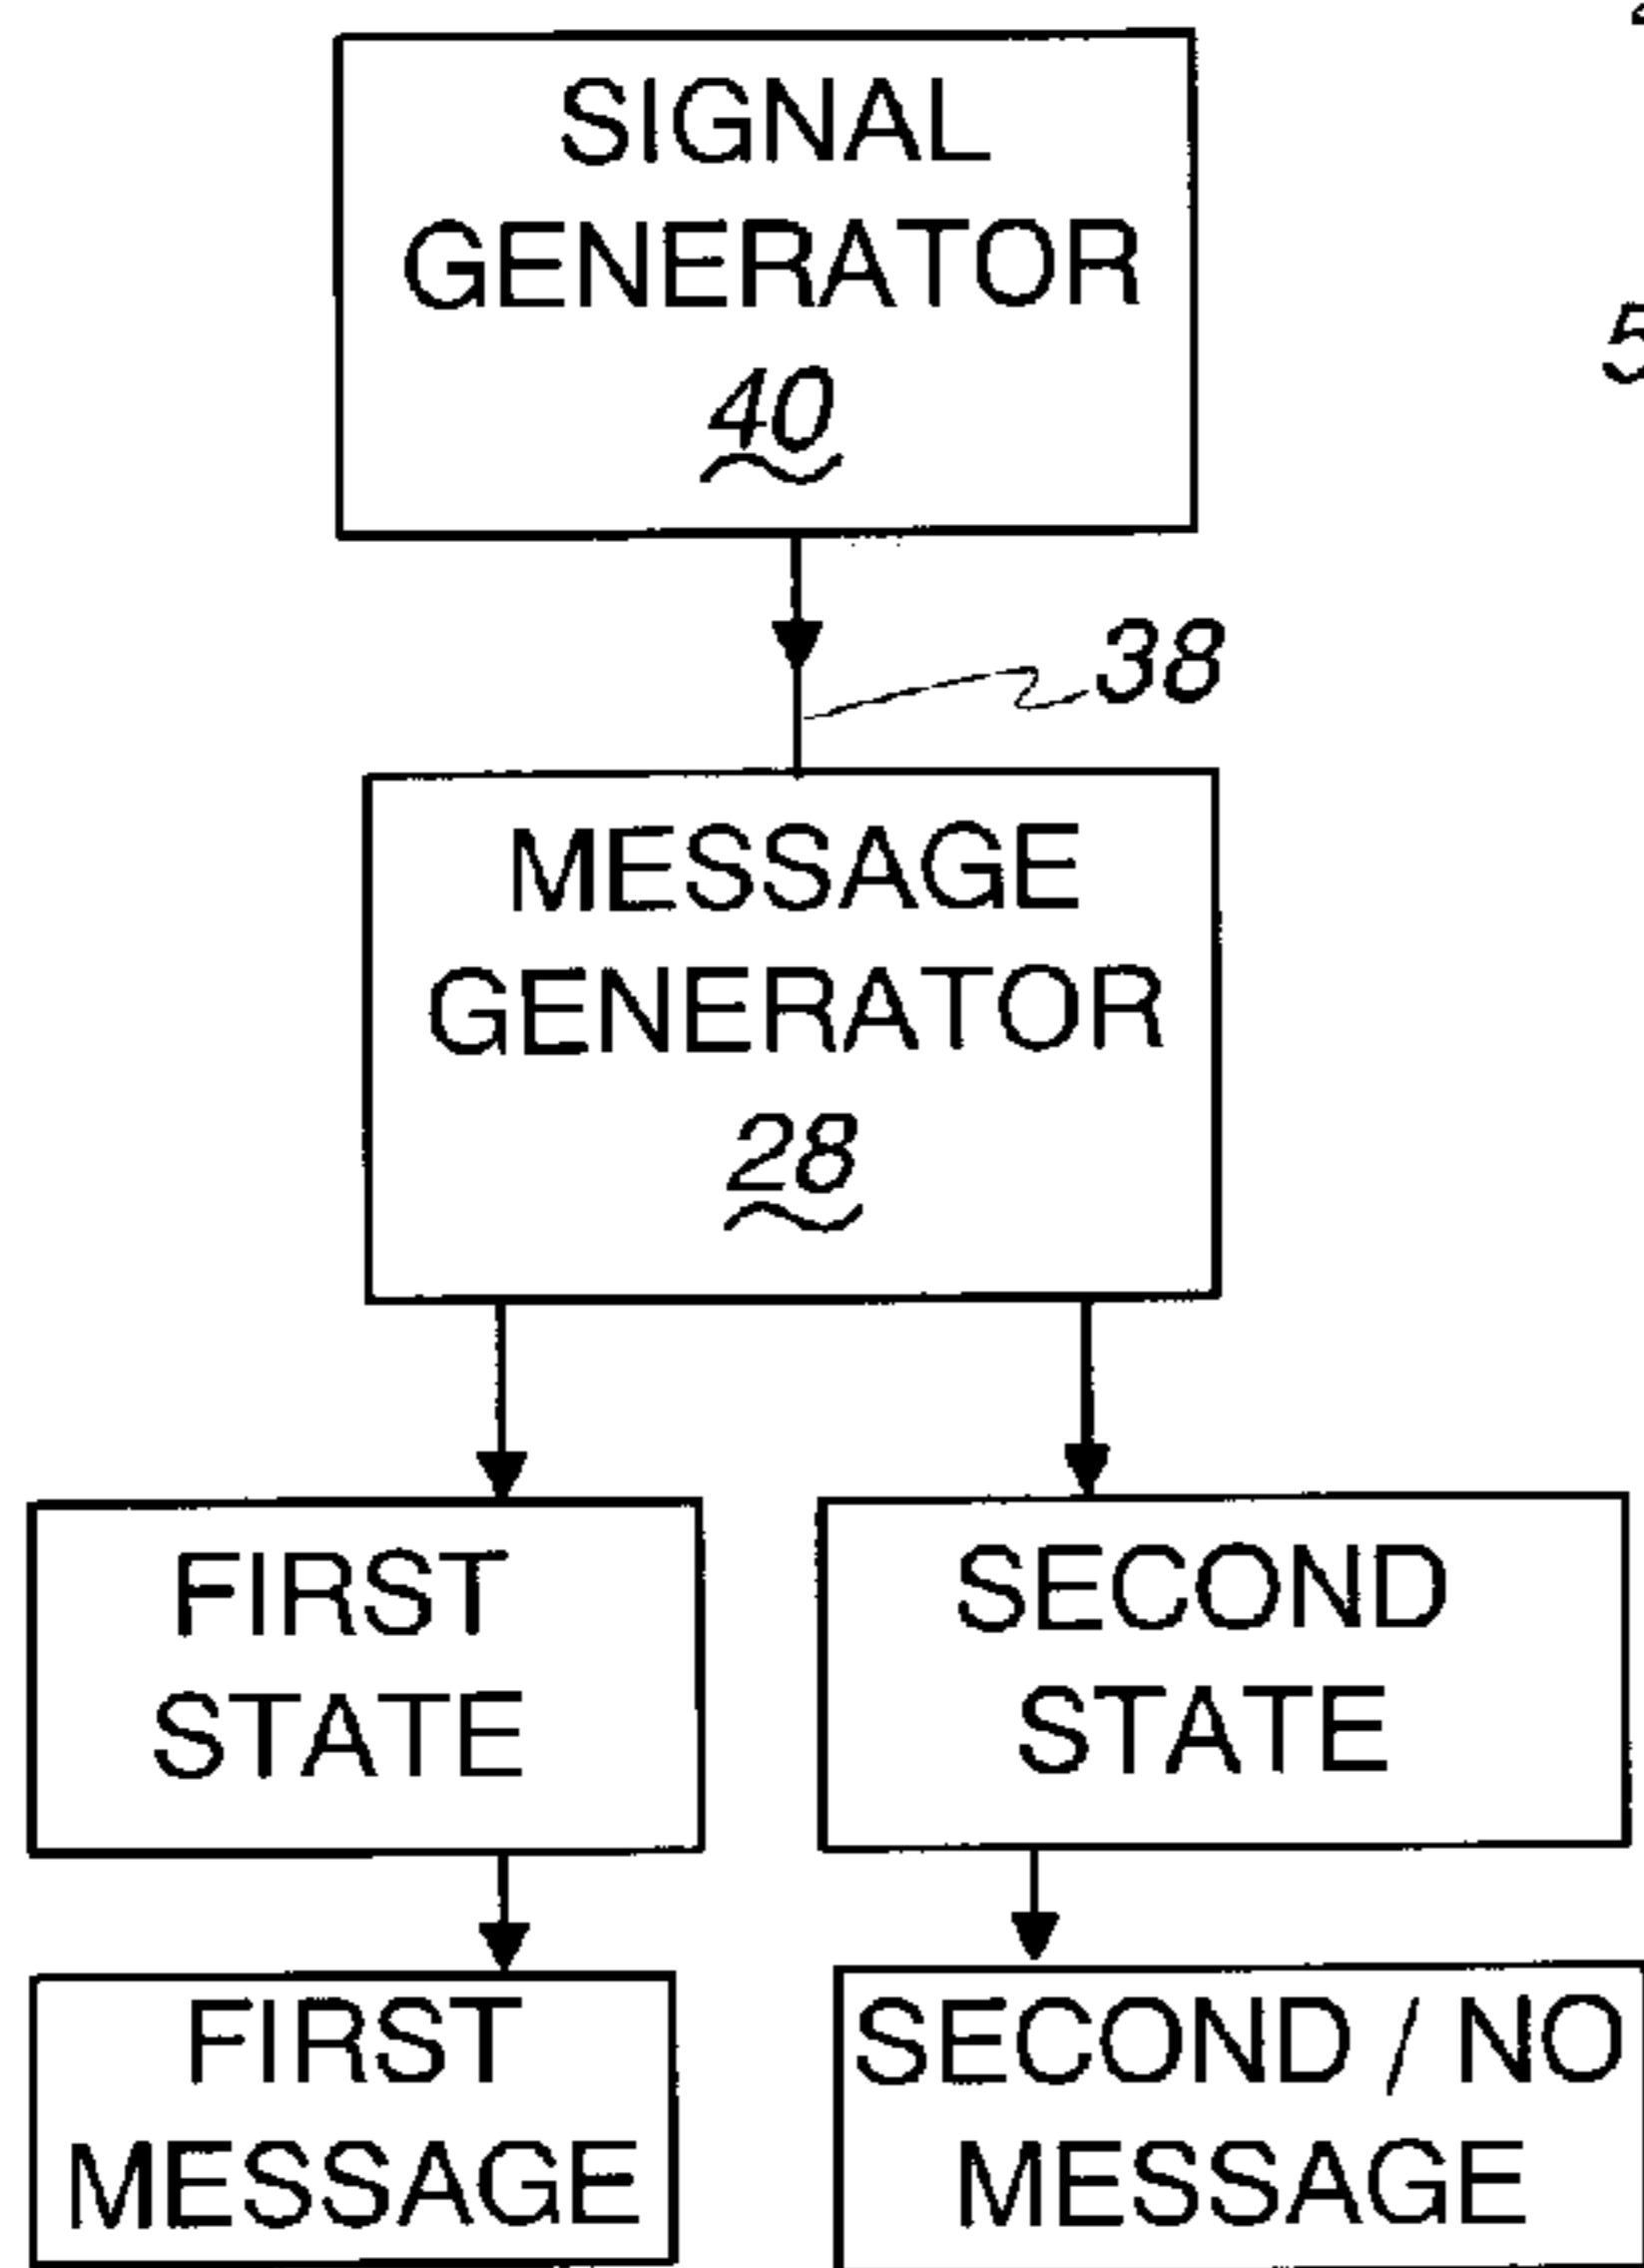 SIGNAL
GENERATOR
40
38
MESSAGE
GENERATOR
28
FIRST
STATE
SECOND
STATE
FIRST
MESSAGE
SECOND / NO
MESSAGE